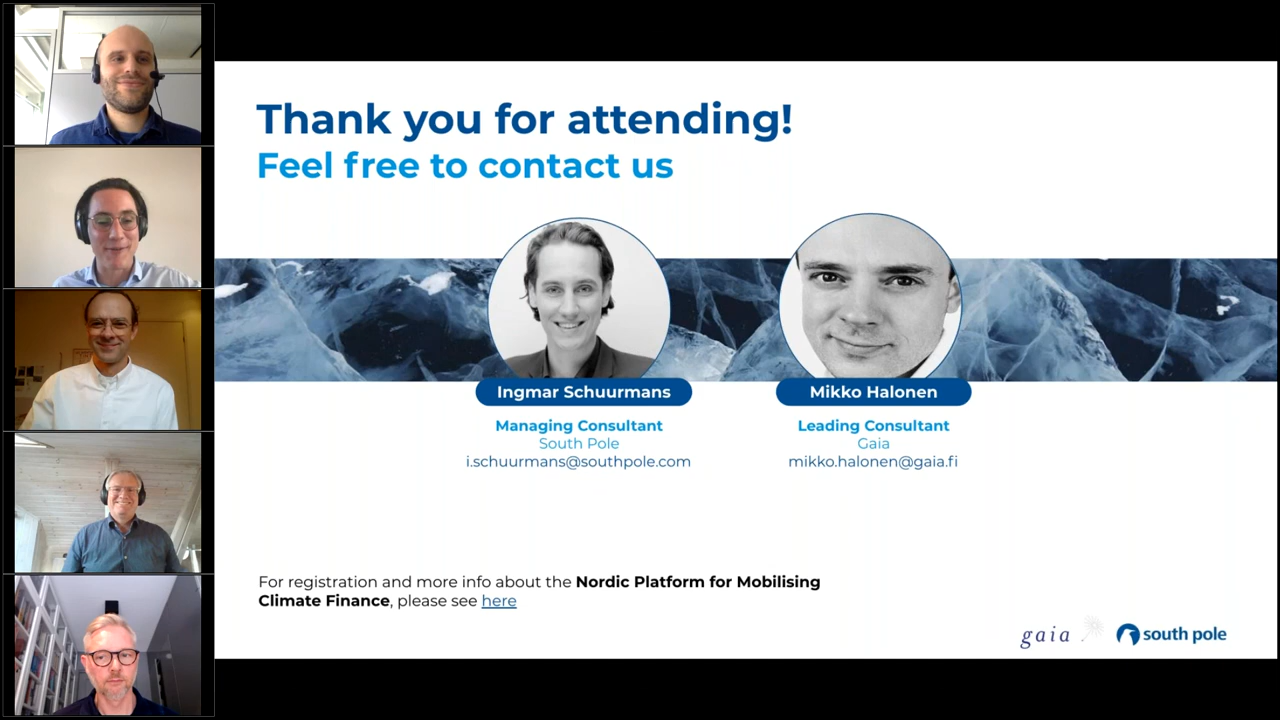 Thank you for attending!
Feel free to contact us
Ingmar Schuurmans
Managing Consultant
South Pole
i.schuurmans@southpole.com
Mikko Halonen
Leading Consultant
Gaia
mikko.halonen@gaia.fi
For registration and more info about the Nordic Platform for Mobilising
Climate Finance, please see here
gaia
south pole